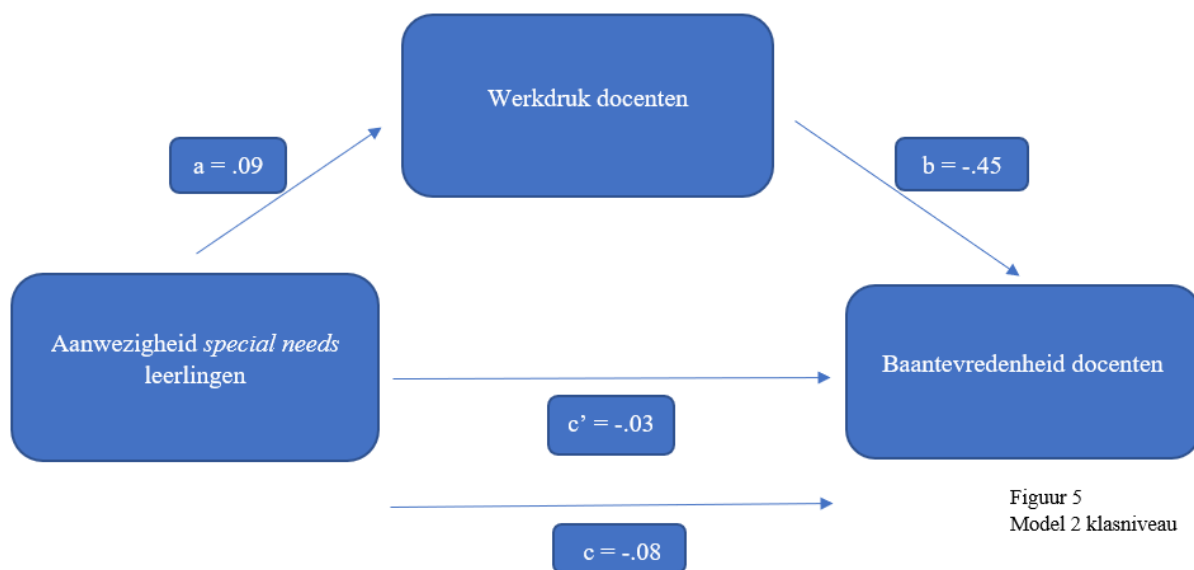 Werkdruk docenten
a = .09
b = -.45
Aanwezigheid special needs
leerlingen
Baantevredenheid docenten
c’ = -.03
c = -.08
Figuur 5
Model 2 klasniveau